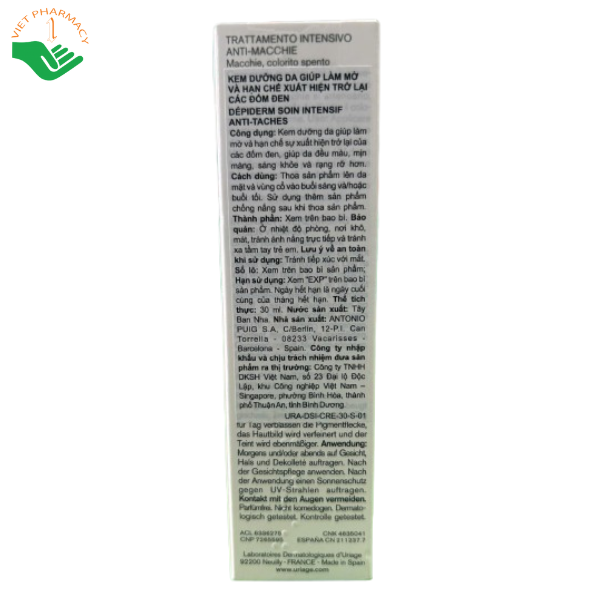 VIET PHARMACY
TRATTAMENTO INTENSIVO
ANTI-MACCHIE
Macchie, colorito spento
KEM DƯỠNG DA GIÚP LÀM MỜ
VÀ HẠN CHẾ XUẤT HIỆN TRỞ LẠI
CÁC ĐỐM ĐEN
DÉPIDERM SOIN INTENSIF
ANTI-TACHES
Công dụng: Kem dưỡng da giúp làm
mờ và hạn chế sự xuất hiện trở lại của
các đốm đen, giúp da đều màu, mịn
màng, sáng khỏe và rạng rỡ hơn.
Cách dùng: Thoa sản phẩm lên da
mặt và vùng cổ vào buổi sáng và/hoặc
buổi tối. Sử dụng thêm sản phẩm
chống nắng sau khi thoa sản phẩm.
Thành phần: Xem trên bao bì. Bảo
quản: Ở nhiệt độ phòng, nơi khô,
mát, tránh ánh nắng trực tiếp và tránh
xa tầm tay trẻ em. Lưu ý về an toàn
khi sử dụng: Tránh tiếp xúc với mắt.
Số lô: Xem trên bao bì sản phẩm.
Hạn sử dụng: Xem "EXP" trên bao bì
sản phẩm. Ngày hết hạn là ngày cuối
cùng của tháng hết hạn. Thể tích
thực: 30 ml. Nước sản xuất: Tây
Ban Nha. Nhà sản xuất: ANTONIO
PUIG S.A. C/Berlin, 12-P.I. Can
Torrella - 08233 Vacarisses -
Barcelona - Spain. Công ty nhập
khẩu và chịu trách nhiệm đưa sản
phẩm ra thị trường: Công ty TNHH
DKSH Việt Nam, số 23 Đại lộ Độc
Lập, khu Công nghiệp Việt Nam –
Singapore, phường Bình Hòa, thành
phố Thuận An, tỉnh Bình Dương.
URA-DSI-CRE-30-S-01
für Tag verblassen die Pigmentflecke,
das Hautbild wird verfeinert und der
Teint wird ebenmäßiger. Anwendung:
Morgens und/oder abends auf Gesicht,
Hals und Dekolleté auftragen. Nach
der Gesichtspflege anwenden. Nach
der Anwendung einen Sonnenschutz
gegen UV-Strahlen auftragen.
Kontakt mit den Augen vermeiden.
Parfümfrei. Nicht komedogen. Dermato-
logisch getestet. Kontrolle getestet.
ACL 6336275 CNK 4635041
CNP 7265680 ESPAÑA CN 211237.7
Laboratoires Dermatologiques d'Uriage
92200 Neuilly - FRANCE - Made in Spain
www.uriage.com